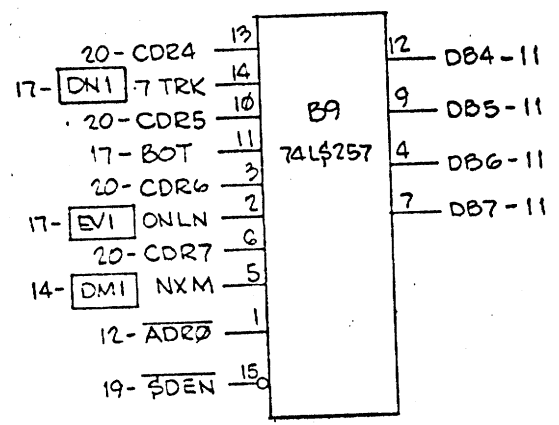 20-CDR4 13
17-DN1 7 TRK 14
20-CDR5 10
17-BOT 11
20-CDR6 3
17-EV1 ONLN 2
20-CDR7 6
14-DM1 NXM 5
12-ADRØ 1
19-SDEN 15
B9
74LS257
12 DB4-11
9 DB5-11
4 DB6-11
7 DB7-11